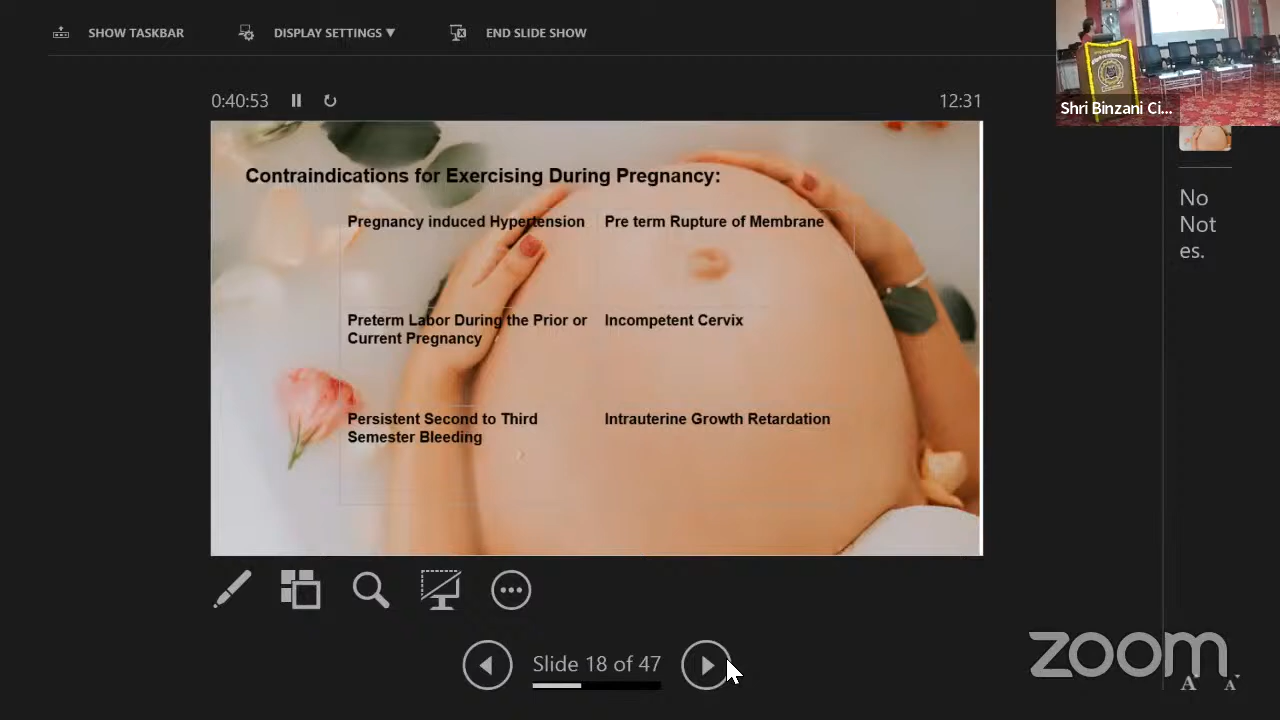 SHOW TASKBAR
DISPLAY SETTINGS ▼
END SLIDE SHOW
Shri Binzani Ci...
0:40:53
12:31
Contraindications for Exercising During Pregnancy:
Pregnancy induced Hypertension
Pre term Rupture of Membrane
Preterm Labor During the Prior or
Current Pregnancy
Incompetent Cervix
Persistent Second to Third
Semester Bleeding
Intrauterine Growth Retardation
No
Not
es.
Slide 18 of 47
zoom
A
A